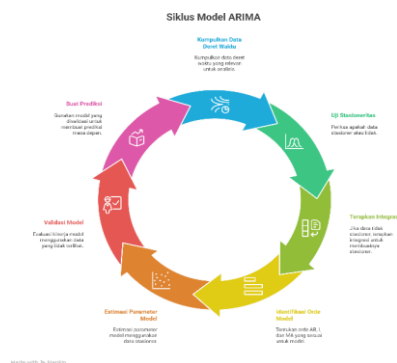 Siklus Model ARIMA
Kumpulkan Data
Deret Waktu
Kumpulkan data deret
waktu yang relevan
untuk analisis.
Uji Stasioneritas
Periksa apakah data
stasioner atau tidak.
Terapkan Integrasi
Jika data tidak
stasioner, terapkan
integrasi untuk
membuatnya
stasioner.
Identifikasi Orde
Model
Tentukan orde AR, I,
dan MA yang sesuai
untuk model.
Estimasi Parameter
Model
Estimasi parameter
model menggunakan
data stasioner.
Validasi Model
Evaluasi kinerja model
menggunakan data
yang tidak terlihat.
Buat Prediksi
Gunakan model yang
divalidasi untuk
membuat prediksi
masa depan.
Made with